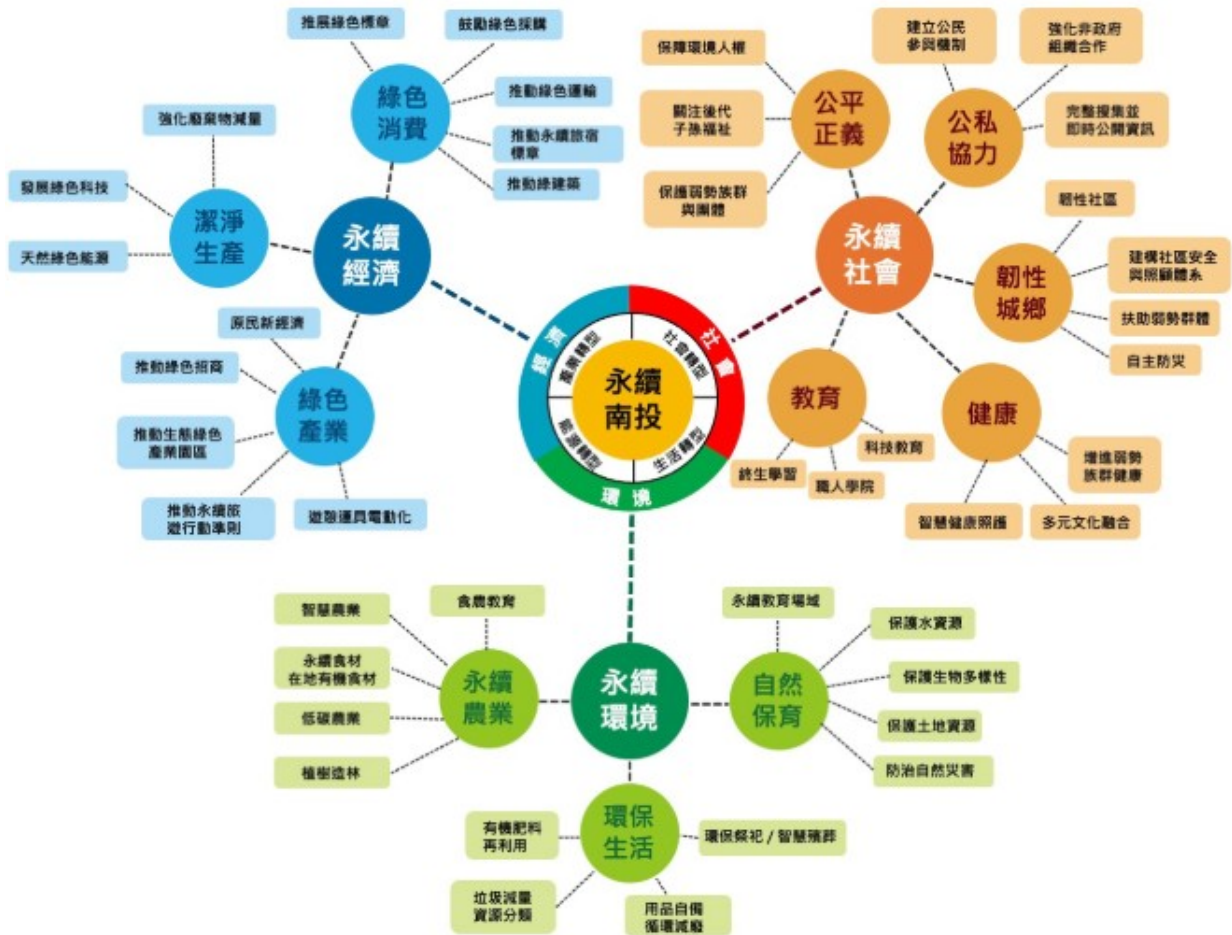 推展綠色標章
鼓勵綠色採購
綠色
消費
推動綠色運輸
推動永續旅宿
標章
推動綠建築
強化廢棄物減量
發展綠色科技
天然綠色能源
潔淨
生產
永續
經濟
原民新經濟
推動綠色招商
推動生態綠色
產業園區
推動永續旅
遊行動準則
遊憩運具電動化
綠色
產業
保障環境人權
關注後代
子孫福祉
保護弱勢族群
與團體
公平
正義
建立公民
參與機制
強化非政府
組織合作
完整搜集並
即時公開資訊
公私
協力
永續
社會
韌性社區
建構社區安全
與照顧體系
扶助弱勢群體
自主防災
韌性
城鄉
教育
科技教育
終生學習
職人學院
健康
增進弱勢
族群健康
智慧健康照護
多元文化融合
經濟
社會
環境
產業轉型
社會轉型
能源轉型
生活轉型
永續
南投
智慧農業
食農教育
永續食材
在地有機食材
低碳農業
植樹造林
永續
農業
永續
環境
永續教育場域
保護水資源
保護生物多樣性
保護土地資源
防治自然災害
自然
保育
環保
生活
有機肥料
再利用
環保祭祀 / 智慧殯葬
垃圾減量
資源分類
用品自備
循環減廢